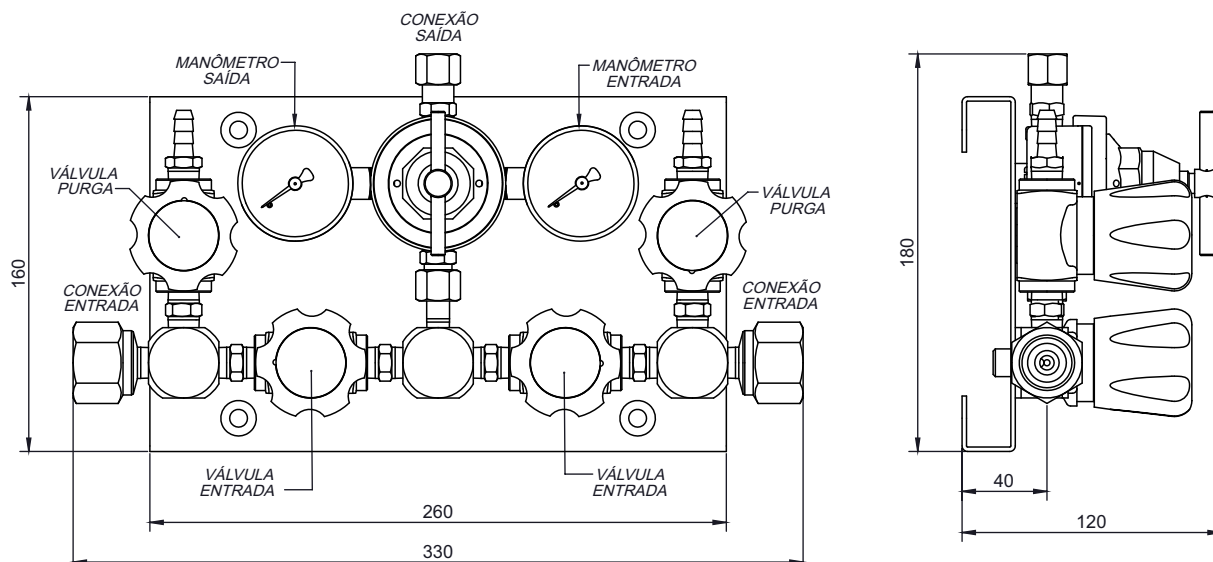 CONEXÃO
SAÍDA
MANÔMETRO
SAÍDA
MANÔMETRO
ENTRADA
VÁLVULA
PURGA
VÁLVULA
PURGA
160
180
CONEXÃO
ENTRADA
CONEXÃO
ENTRADA
VÁLVULA
ENTRADA
VÁLVULA
ENTRADA
40
260
120
330